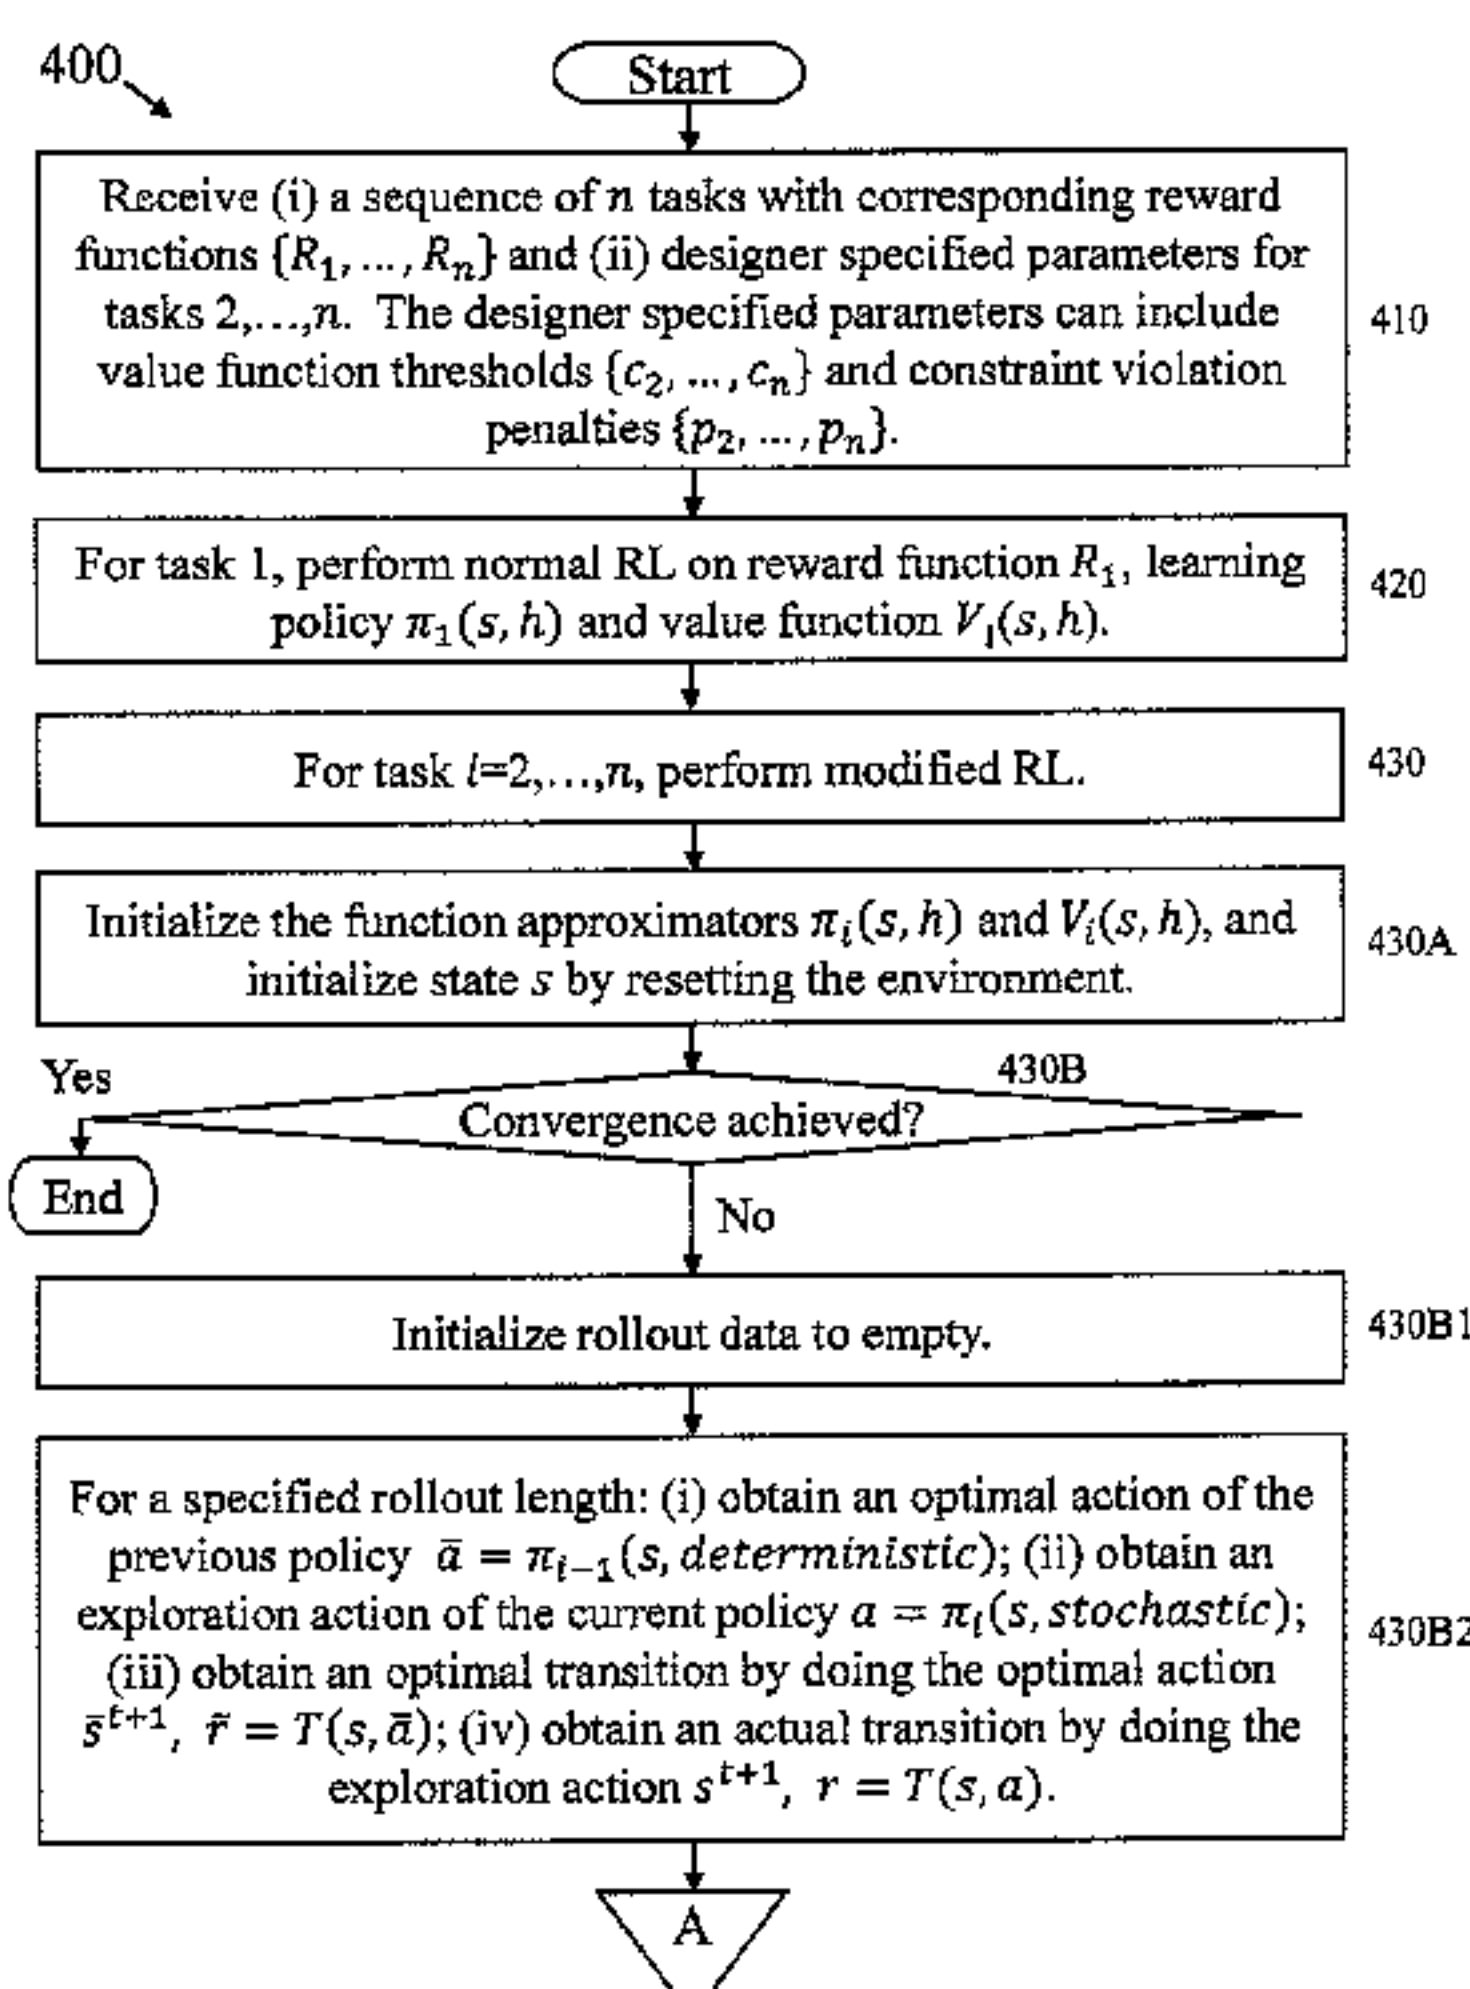 400
Start
Receive (i) a sequence of n tasks with corresponding reward
functions {R₁, ..., Rₙ} and (ii) designer specified parameters for
tasks 2,...,n. The designer specified parameters can include
value function thresholds {c₂, ..., cₙ} and constraint violation
penalties {p₂, ..., pₙ}.
410
For task 1, perform normal RL on reward function R₁, learning
policy π₁(s, h) and value function V₁(s, h).
420
For task i=2,...,n, perform modified RL.
430
Initialize the function approximators πᵢ(s, h) and Vᵢ(s, h), and
initialize state s by resetting the environment.
430A
Yes
430B
Convergence achieved?
End
No
Initialize rollout data to empty.
430B1
For a specified rollout length: (i) obtain an optimal action of the
previous policy ā = πᵢ₋₁(s, deterministic); (ii) obtain an
exploration action of the current policy a = πᵢ(s, stochastic);
(iii) obtain an optimal transition by doing the optimal action
s̄ᵗ⁺¹, r̄ = T(s, ā); (iv) obtain an actual transition by doing the
exploration action sᵗ⁺¹, r = T(s, a).
430B2
A